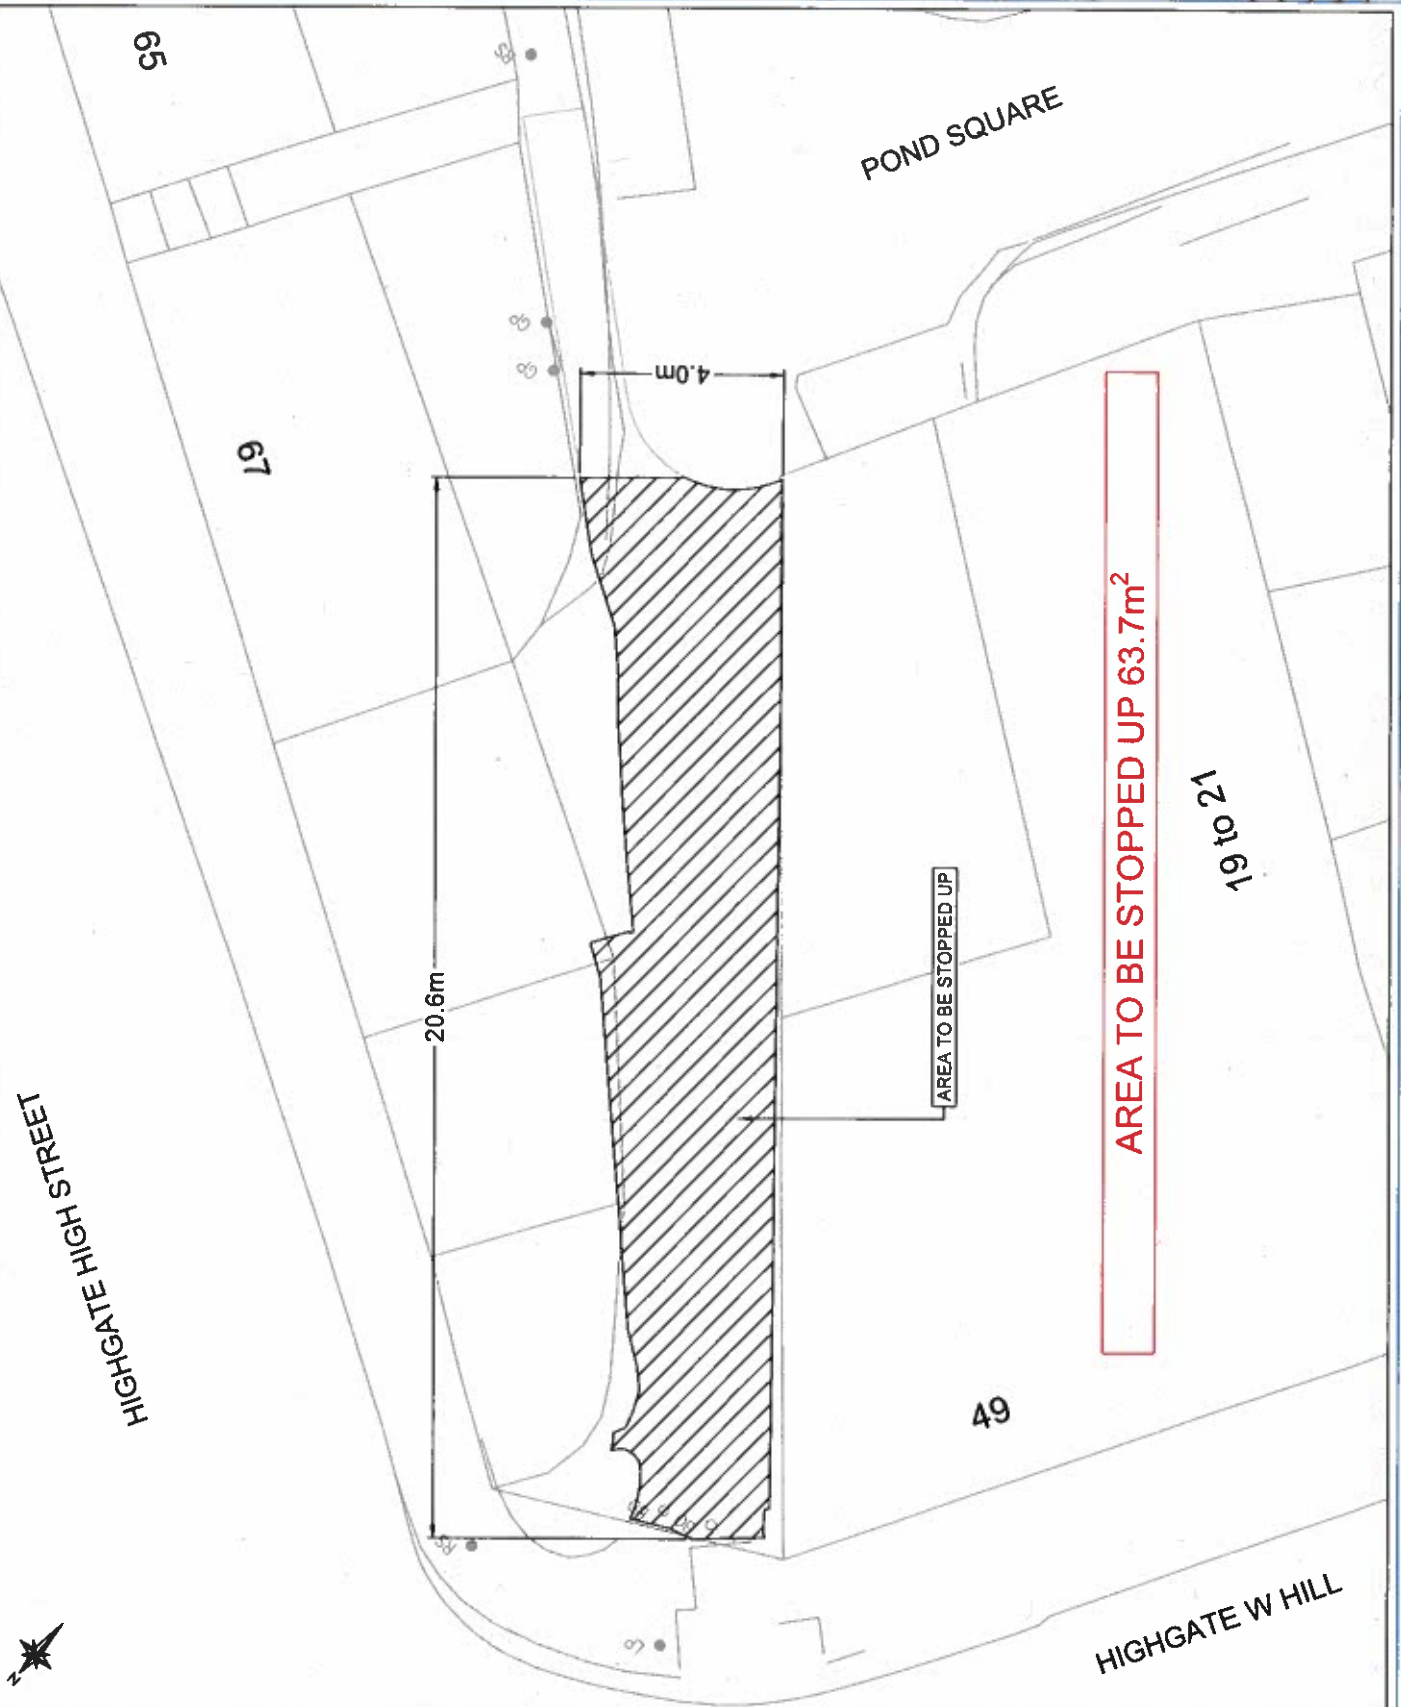 65
POND SQUARE
4.0m
67
20.6m
AREA TO BE STOPPED UP 63.7m²
19 to 21
AREA TO BE STOPPED UP
HIGHGATE HIGH STREET
49
HIGHGATE W HILL
N